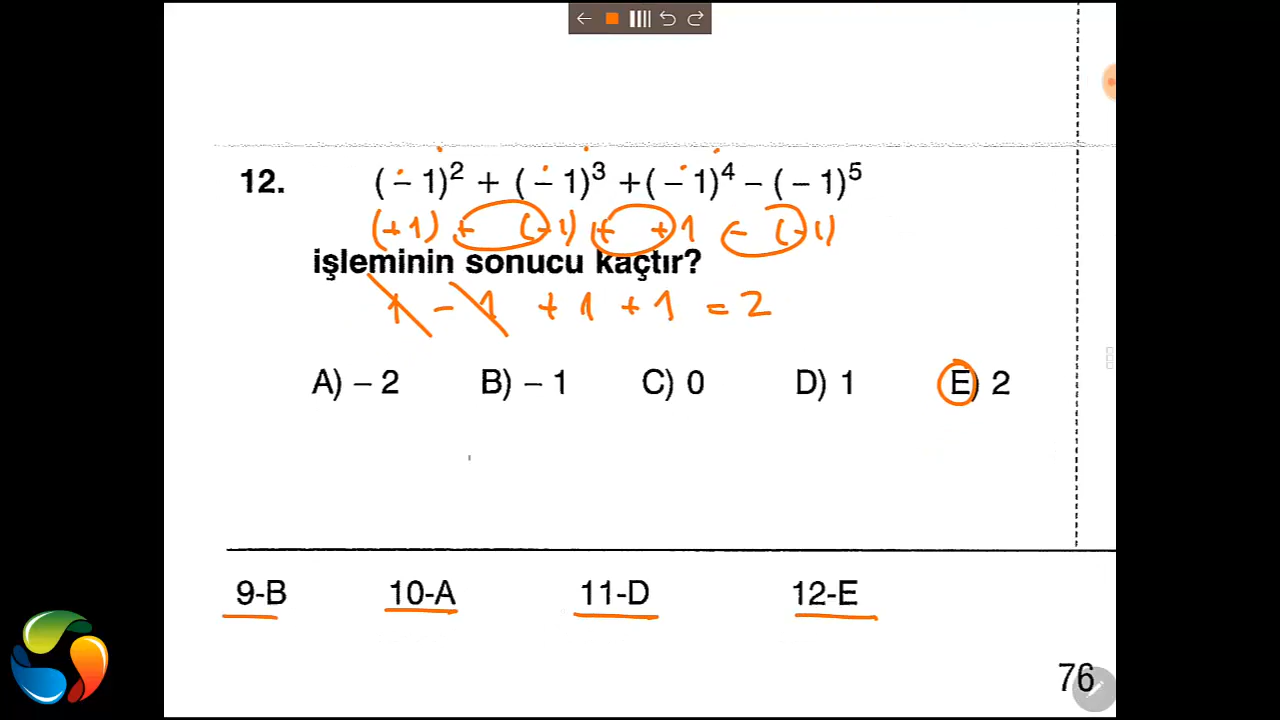 12. (– 1)² + (– 1)³ +(– 1)⁴ – (– 1)⁵
(+1) + (-1) + +1 - (-1)
işleminin sonucu kaçtır?
1 - 1 + 1 + 1 = 2
A) – 2 B) – 1 C) 0 D) 1 E) 2
9-B 10-A 11-D 12-E
76